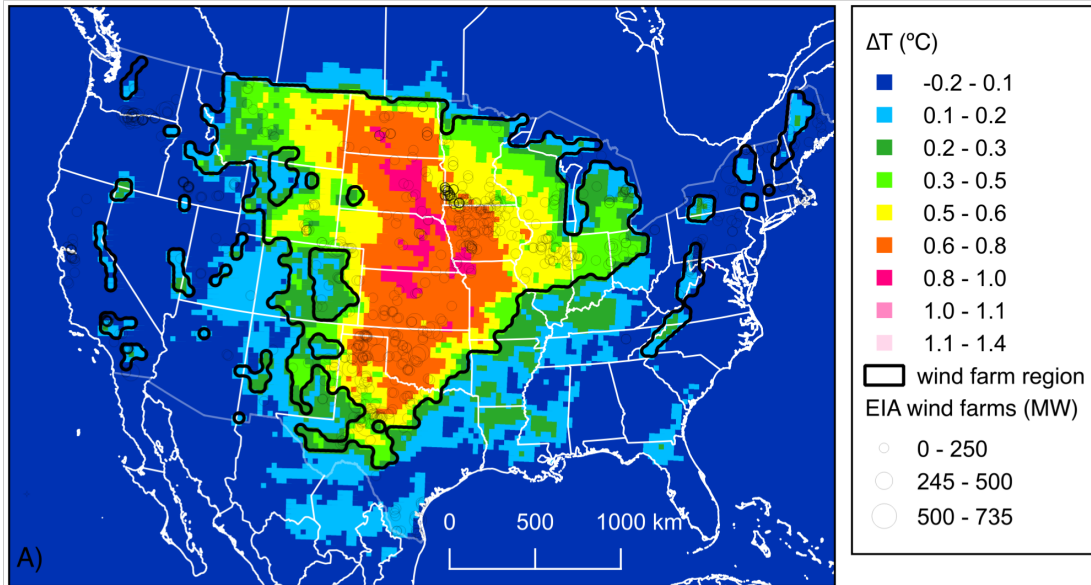 A)
0 500 1000 km
ΔT (ºC)
-0.2 - 0.1
0.1 - 0.2
0.2 - 0.3
0.3 - 0.5
0.5 - 0.6
0.6 - 0.8
0.8 - 1.0
1.0 - 1.1
1.1 - 1.4
wind farm region
EIA wind farms (MW)
0 - 250
245 - 500
500 - 735